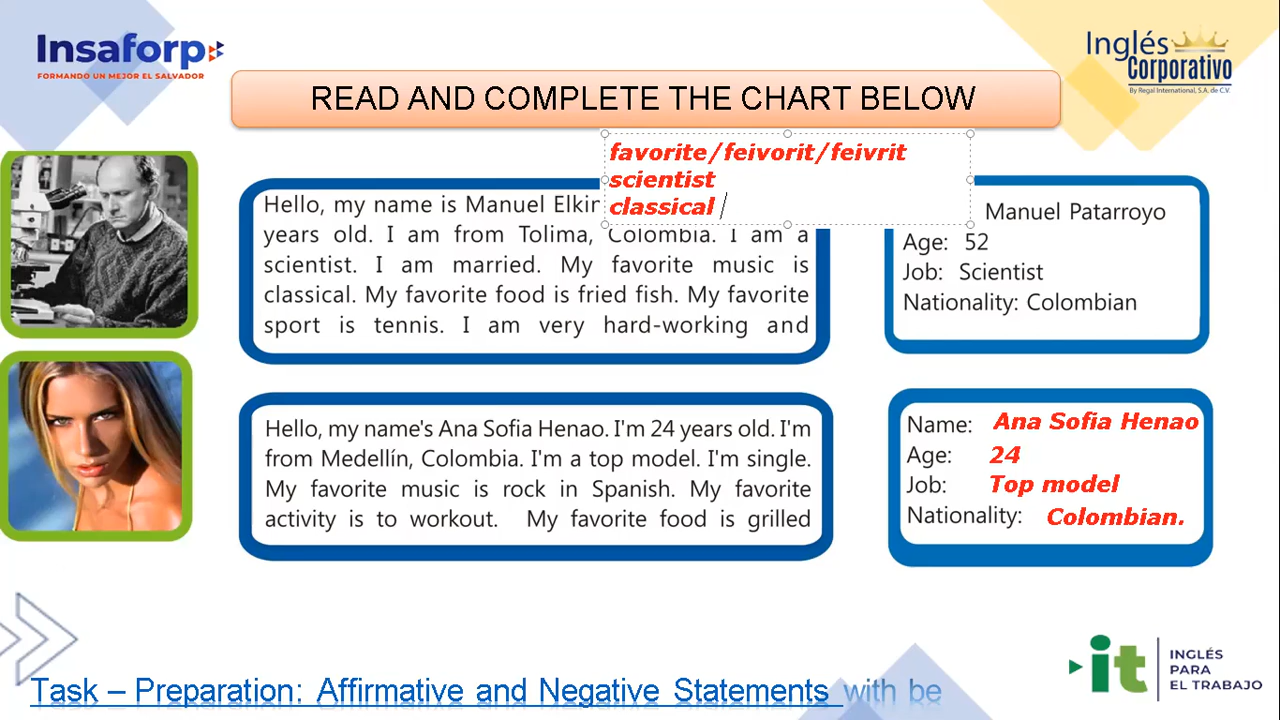 Insaforp
FORMANDO UN MEJOR EL SALVADOR
Inglés
Corporativo
By Regal International, S.A. de C.V.
READ AND COMPLETE THE CHART BELOW
favorite/feivorit/feivrit
scientist
classical
Hello, my name is Manuel Elkin
years old. I am from Tolima, Colombia. I am a
scientist. I am married. My favorite music is
classical. My favorite food is fried fish. My favorite
sport is tennis. I am very hard-working and
Manuel Patarroyo
Age: 52
Job: Scientist
Nationality: Colombian
Hello, my name's Ana Sofia Henao. I'm 24 years old. I'm
from Medellín, Colombia. I'm a top model. I'm single.
My favorite music is rock in Spanish. My favorite
activity is to workout. My favorite food is grilled
Name: Ana Sofia Henao
Age: 24
Job: Top model
Nationality: Colombian.
Task – Preparation: Affirmative and Negative Statements with be
it
INGLÉS
PARA
EL TRABAJO